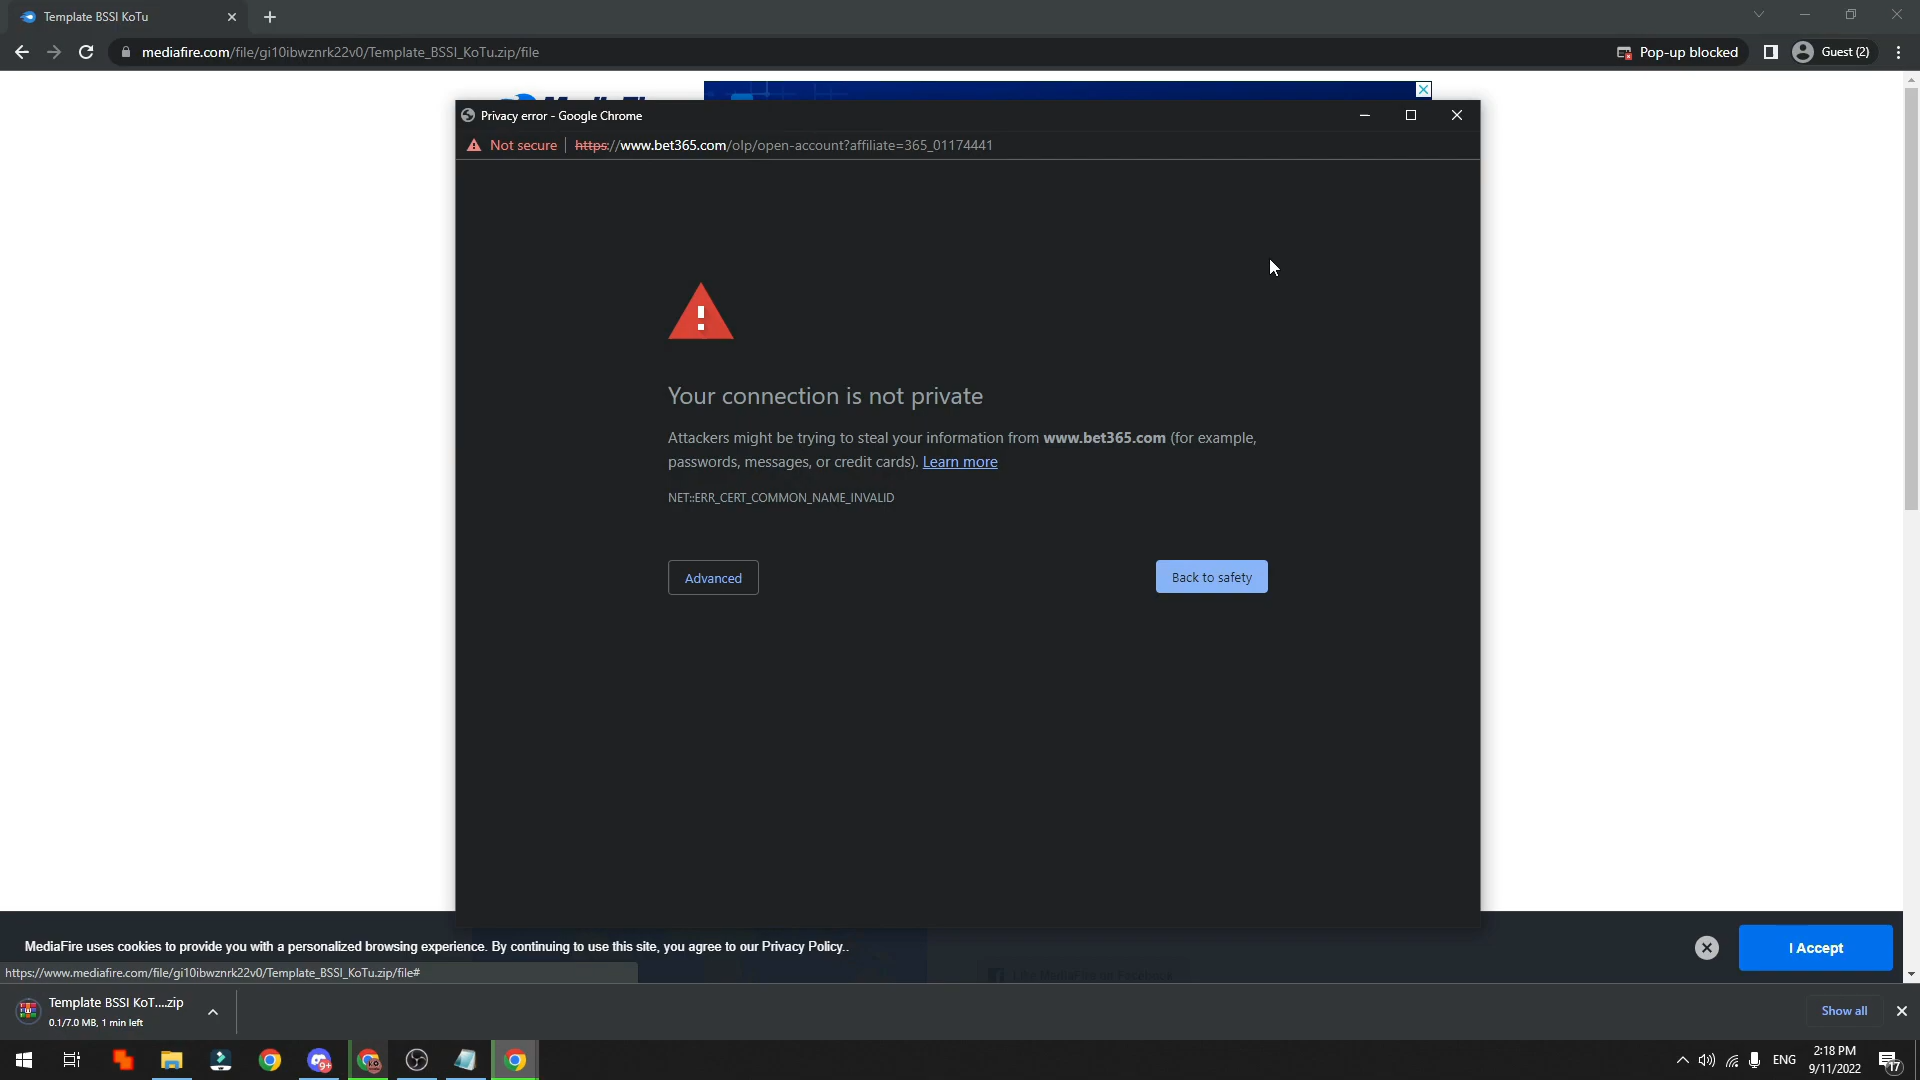 Template BSSI KoTu
mediafire.com/file/gi10ibwznrk22v0/Template_BSSI_KoTu.zip/file
Pop-up blocked
Guest (2)
Privacy error - Google Chrome
Not secure
https://www.bet365.com/olp/open-account?affiliate=365_01174441
Your connection is not private
Attackers might be trying to steal your information from www.bet365.com (for example,
passwords, messages, or credit cards). Learn more
NET::ERR_CERT_COMMON_NAME_INVALID
Advanced
Back to safety
MediaFire uses cookies to provide you with a personalized browsing experience. By continuing to use this site, you agree to our Privacy Policy..
I Accept
https://www.mediafire.com/file/gi10ibwznrk22v0/Template_BSSI_KoTu.zip/file#
Template BSSI KoT....zip
0.1/7.0 MB, 1 min left
Show all
9+
ENG
2:18 PM
9/11/2022
17